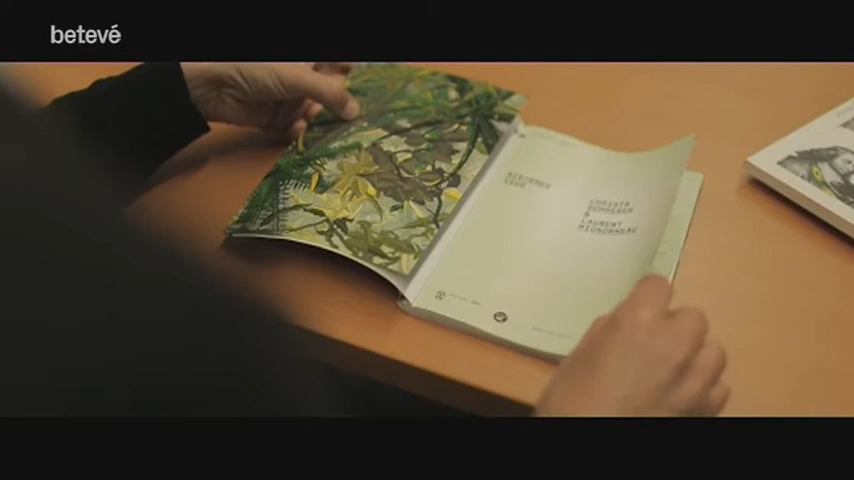 betevé
SISTEMES
VIUS
CHRISTA
SOMMERER
&
LAURENT
MIGNONNEAU